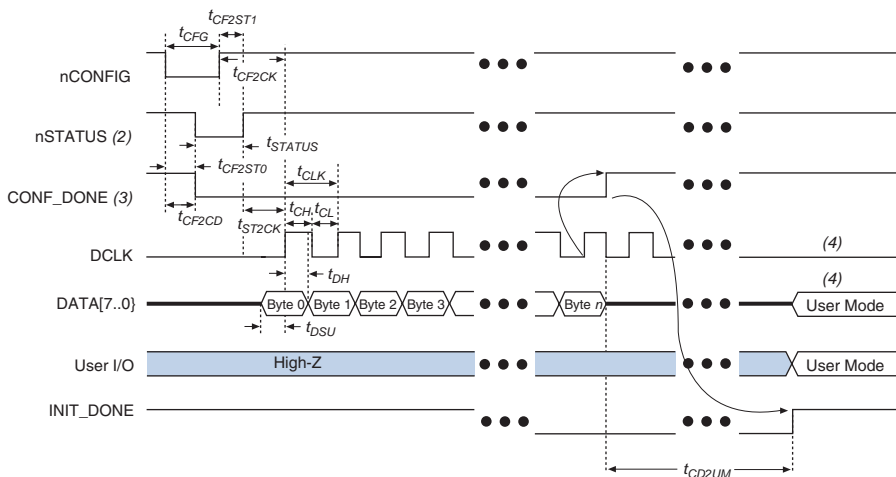 tCF2ST1
tCFG
nCONFIG
tCF2CK
nSTATUS (2)
tSTATUS
tCF2ST0
tCLK
CONF_DONE (3)
tCF2CD
tST2CK
tCH
tCL
DCLK
(4)
tDH
(4)
DATA[7..0}
Byte 0
Byte 1
Byte 2
Byte 3
Byte n
User Mode
tDSU
User I/O
High-Z
User Mode
INIT_DONE
tCD2UM